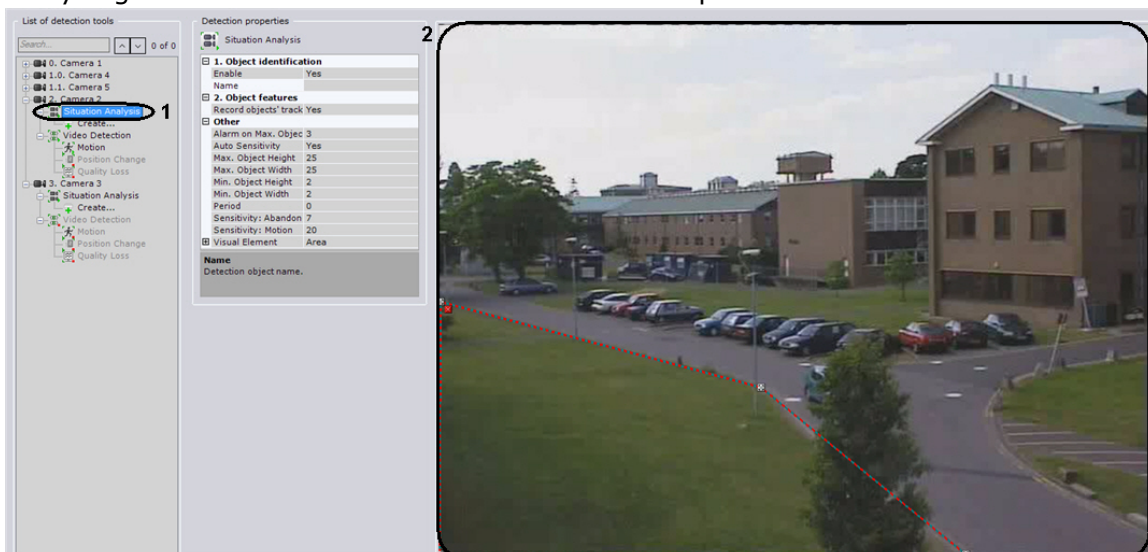 List of detection tools
Search...
0 of 0
0. Camera 1
1.0. Camera 4
1.1. Camera 5
2. Camera 2
Situation Analysis
1
Create...
Video Detection
Motion
Position Change
Quality Loss
3. Camera 3
Situation Analysis
Create...
Video Detection
Motion
Position Change
Quality Loss
Detection properties
Situation Analysis
1. Object identification
Enable Yes
Name
2. Object features
Record objects' track Yes
Other
Alarm on Max. Objec 3
Auto Sensitivity Yes
Max. Object Height 25
Max. Object Width 25
Min. Object Height 2
Min. Object Width 2
Period 0
Sensitivity: Abandon 7
Sensitivity: Motion 20
Visual Element Area
Name
Detection object name.
2